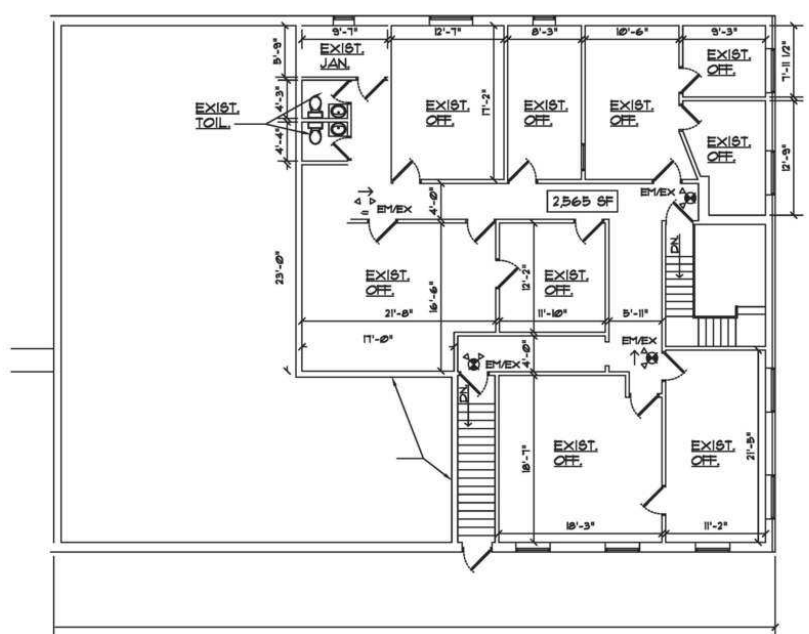 9'-7"
12'-7"
8'-3"
10'-6"
9'-3"
5'-9"
EXIST.
JAN.
EXIST.
OFF.
7'-11 1/2"
4'-3"
EXIST.
TOIL.
17'-2"
EXIST.
OFF.
EXIST.
OFF.
EXIST.
OFF.
4'-4"
EXIST.
OFF.
12'-9"
EM/EX
4'-0"
2,565 SF
EM/EX
23'-0"
EXIST.
OFF.
16'-6"
12'-2"
EXIST.
OFF.
DN.
21'-8"
11'-10"
5'-11"
17'-0"
4'-0"
EM/EX
EM/EX
DN.
18'-7"
EXIST.
OFF.
EXIST.
OFF.
21'-5"
18'-3"
11'-2"